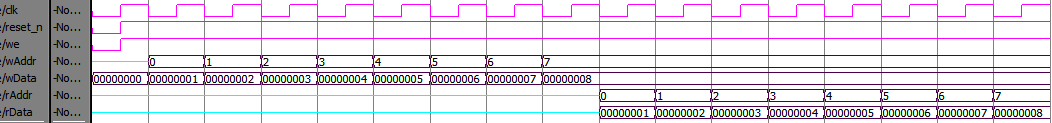 e/clk -No...
e/reset_n -No...
e/we -No...
e/wAddr -No... 0 1 2 3 4 5 6 7
e/wData -No... 00000000 00000001 00000002 00000003 00000004 00000005 00000006 00000007 00000008
e/rAddr -No... 0 1 2 3 4 5 6 7
e/rData -No... 00000001 00000002 00000003 00000004 00000005 00000006 00000007 00000008